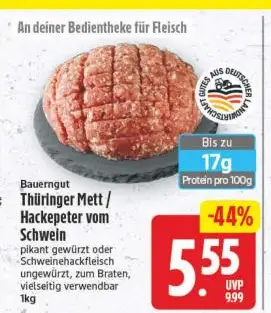 An deiner Bedientheke für Fleisch
GUTES AUS DEUTSCHER LANDWIRTSCHAFT
Bis zu
17g
Protein pro 100g
Bauerngut
Thüringer Mett /
Hackepeter vom
Schwein
pikant gewürzt oder
Schweinehackfleisch
ungewürzt, zum Braten,
vielseitig verwendbar
1kg
-44%
5.55
UVP
9.99